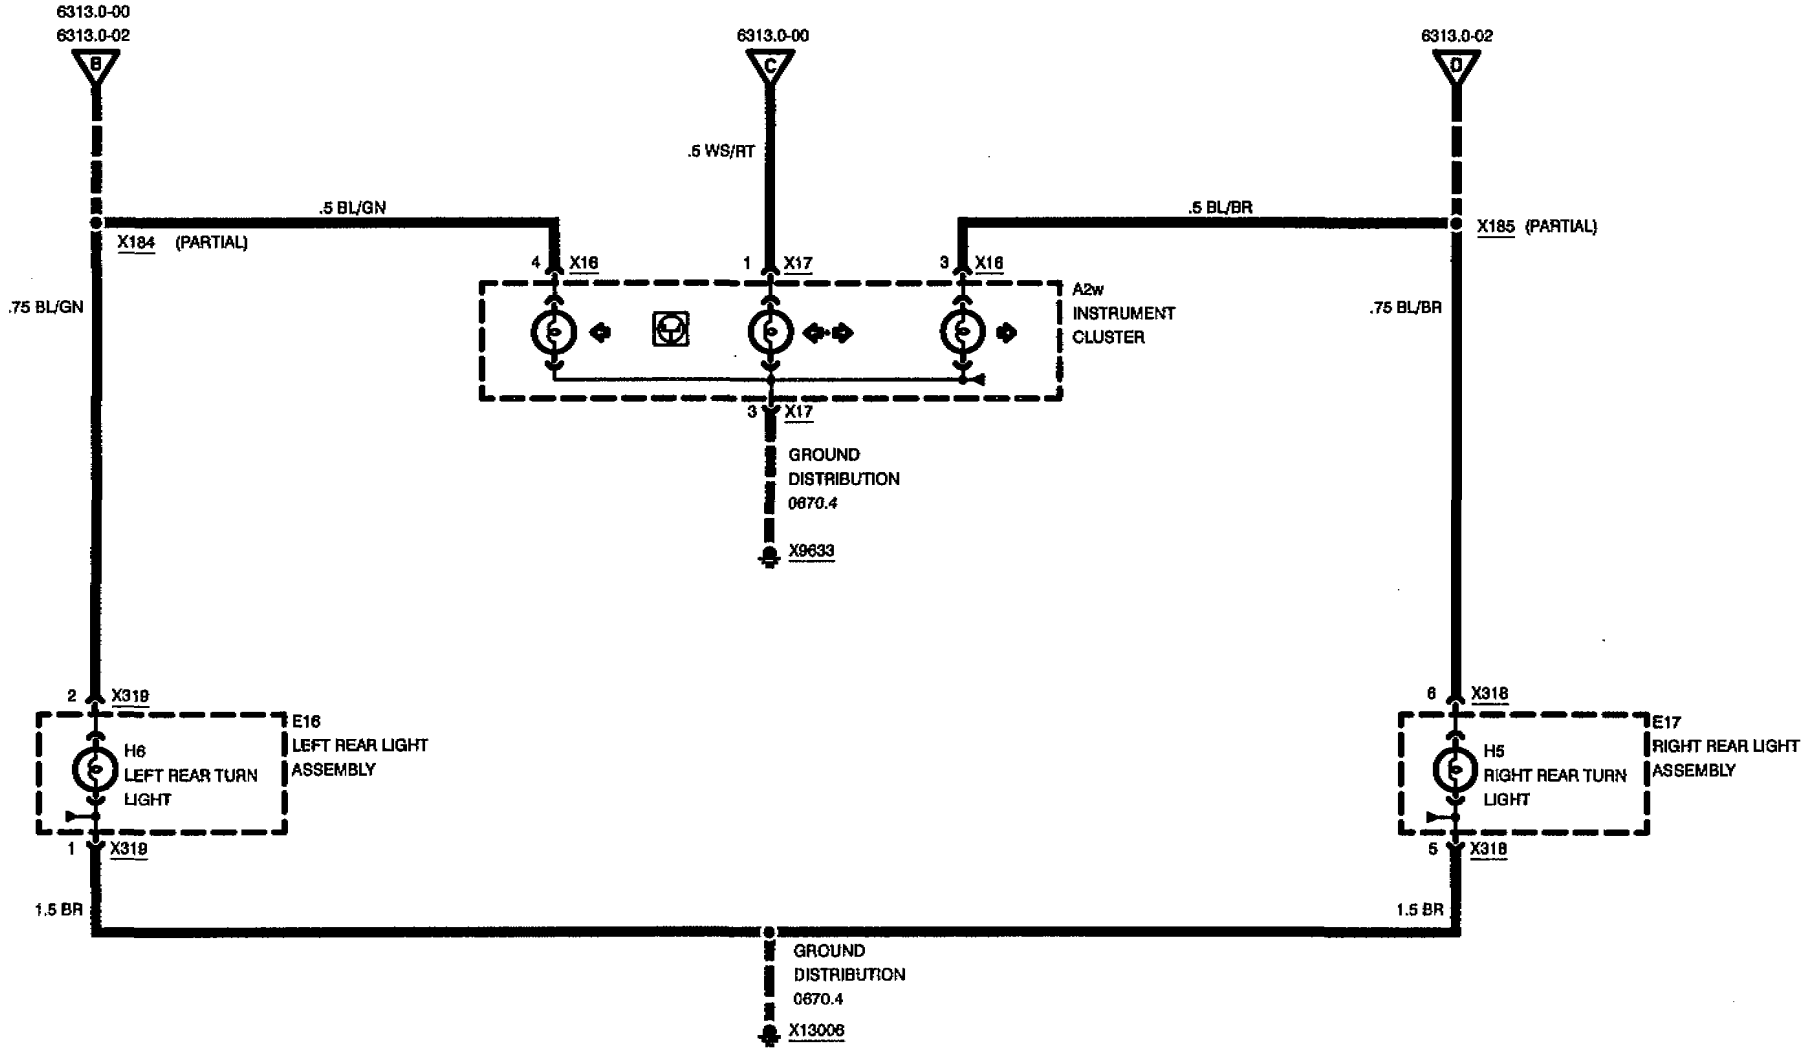 6313.0-00
6313.0-02
B
6313.0-00
C
6313.0-02
D
.5 WS/RT
.5 BL/GN
.5 BL/BR
X184 (PARTIAL)
X185 (PARTIAL)
4 X16
1 X17
3 X16
.75 BL/GN
.75 BL/BR
A2w
INSTRUMENT
CLUSTER
3 X17
GROUND
DISTRIBUTION
0670.4
X9633
2 X319
6 X318
E16
LEFT REAR LIGHT
ASSEMBLY
H6
LEFT REAR TURN
LIGHT
E17
RIGHT REAR LIGHT
ASSEMBLY
H5
RIGHT REAR TURN
LIGHT
1 X319
5 X318
1.5 BR
1.5 BR
GROUND
DISTRIBUTION
0670.4
X13006